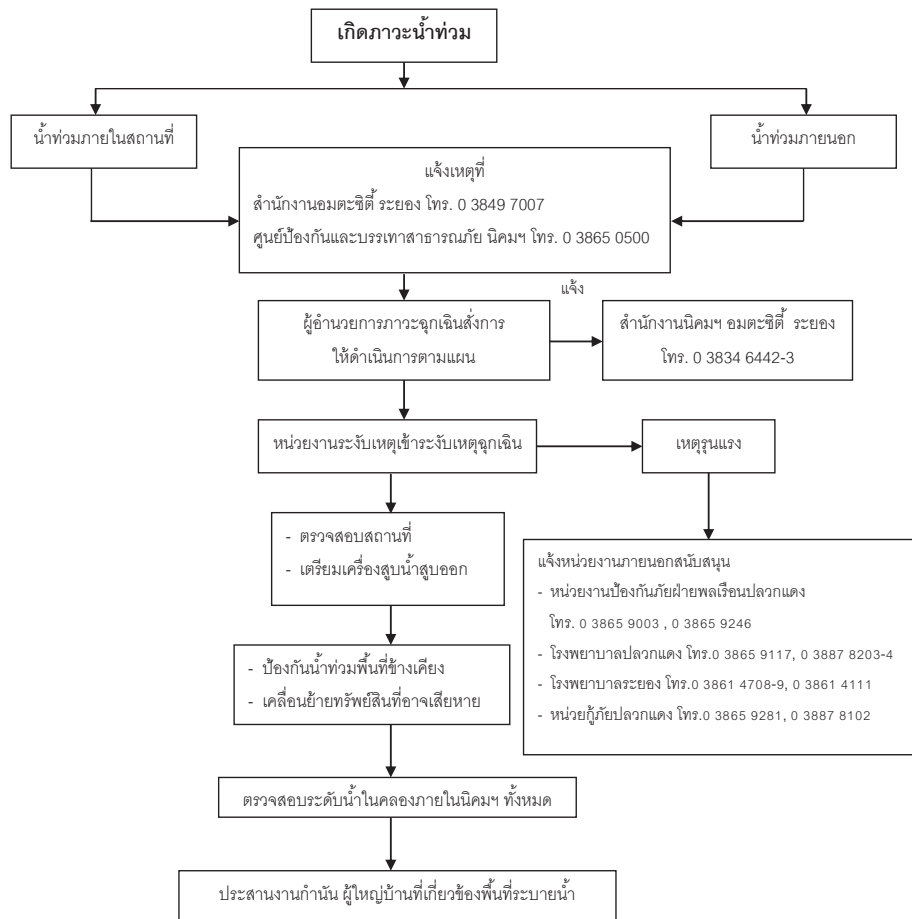 เกิดภาวะน้ำท่วม
น้ำท่วมภายในสถานที่
น้ำท่วมภายนอก
แจ้งเหตุที่
สำนักงานอมตะซิตี้ ระยอง โทร. 0 3849 7007
ศูนย์ป้องกันและบรรเทาสาธารณภัย นิคมฯ โทร. 0 3865 0500
แจ้ง
ผู้อำนวยการภาวะฉุกเฉินสั่งการ
ให้ดำเนินการตามแผน
สำนักงานนิคมฯ อมตะซิตี้ ระยอง
โทร. 0 3834 6442-3
หน่วยงานระงับเหตุเข้าระงับเหตุฉุกเฉิน
เหตุรุนแรง
- ตรวจสอบสถานที่
- เตรียมเครื่องสูบน้ำสูบออก
แจ้งหน่วยงานภายนอกสนับสนุน
- หน่วยงานป้องกันภัยฝ่ายพลเรือนปลวกแดง
โทร. 0 3865 9003 , 0 3865 9246
- โรงพยาบาลปลวกแดง โทร.0 3865 9117, 0 3887 8203-4
- โรงพยาบาลระยอง โทร.0 3861 4708-9, 0 3861 4111
- หน่วยกู้ภัยปลวกแดง โทร.0 3865 9281, 0 3887 8102
- ป้องกันน้ำท่วมพื้นที่ข้างเคียง
- เคลื่อนย้ายทรัพย์สินที่อาจเสียหาย
ตรวจสอบระดับน้ำในคลองภายในนิคมฯ ทั้งหมด
ประสานงานกำนัน ผู้ใหญ่บ้านที่เกี่ยวข้องพื้นที่ระบายน้ำ